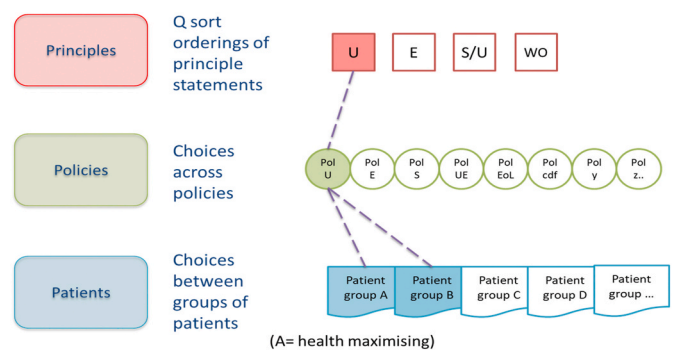 Principles
Q sort
orderings of
principle
statements
U
E
S/U
WO
Policies
Choices
across
policies
Pol
U
Pol
E
Pol
S
Pol
UE
Pol
EoL
Pol
cdf
Pol
y
Pol
z..
Patients
Choices
between
groups of
patients
Patient
group A
Patient
group B
Patient
group C
Patient
group D
Patient
group ...
(A= health maximising)